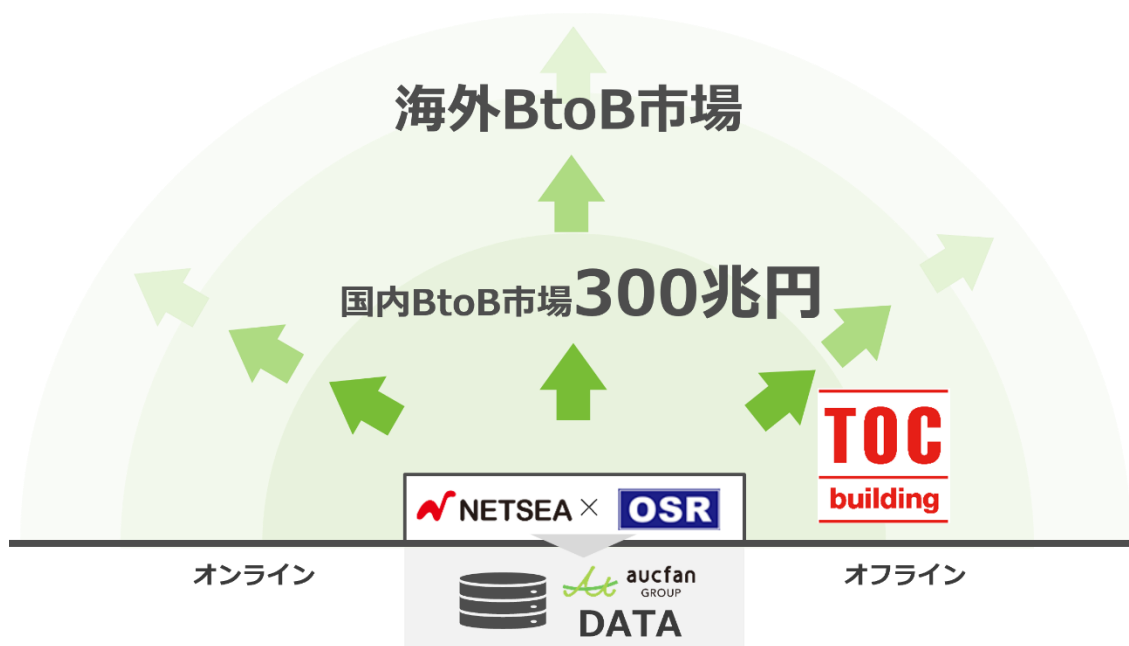 海外BtoB市場
国内BtoB市場300兆円
TOC
building
NETSEA × OSR
オンライン
オフライン
aucfan
GROUP
DATA